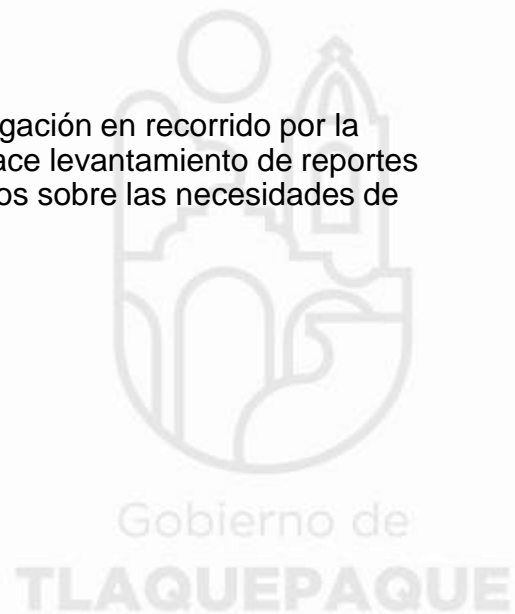 gación en recorrido por la
ace levantamiento de reportes
os sobre las necesidades de
Gobierno de
TLAQUEPAQUE